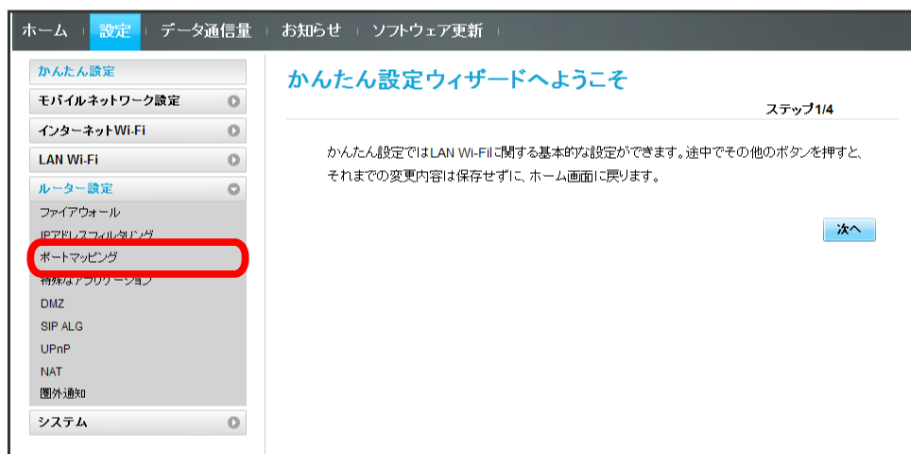 ホーム 設定 データ通信量 お知らせ ソフトウェア更新
かんたん設定
モバイルネットワーク設定
インターネットWi-Fi
LAN Wi-Fi
ルーター設定
ファイアウォール
IPアドレスフィルタリング
ポートマッピング
特殊なアプリケーション
DMZ
SIP ALG
UPnP
NAT
圏外通知
システム
かんたん設定ウィザードへようこそ
ステップ1/4
かんたん設定ではLAN Wi-Fiに関する基本的な設定ができます。途中でその他のボタンを押すと、
それまでの変更内容は保存せずに、ホーム画面に戻ります。
次へ